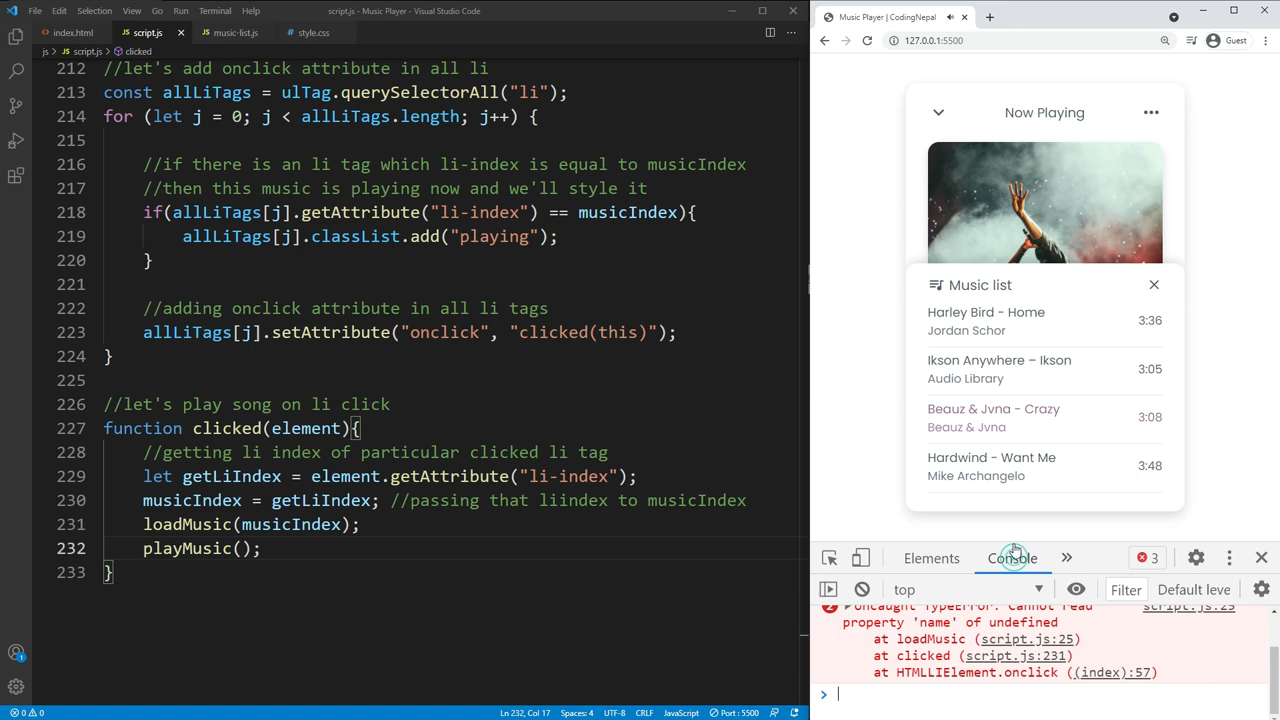 File Edit Selection View Go Run Terminal Help script.js - Music Player - Visual Studio Code
index.html script.js music-list.js style.css
js > script.js > clicked
212 //let's add onclick attribute in all li
213 const allLiTags = ulTag.querySelectorAll("li");
214 for (let j = 0; j < allLiTags.length; j++) {
215
216 //if there is an li tag which li-index is equal to musicIndex
217 //then this music is playing now and we'll style it
218 if(allLiTags[j].getAttribute("li-index") == musicIndex){
219 allLiTags[j].classList.add("playing");
220 }
221
222 //adding onclick attribute in all li tags
223 allLiTags[j].setAttribute("onclick", "clicked(this)");
224 }
225
226 //let's play song on li click
227 function clicked(element){
228 //getting li index of particular clicked li tag
229 let getLiIndex = element.getAttribute("li-index");
230 musicIndex = getLiIndex; //passing that liindex to musicIndex
231 loadMusic(musicIndex);
232 playMusic();
233 }
1
0 0 Ln 232, Col 17 Spaces: 4 UTF-8 CRLF JavaScript Port : 5500
Music Player | CodingNepal
127.0.0.1:5500 Guest
Now Playing
Music list
Harley Bird - Home
Jordan Schor
3:36
Ikson Anywhere – Ikson
Audio Library
3:05
Beauz & Jvna - Crazy
Beauz & Jvna
3:08
Hardwind - Want Me
Mike Archangelo
3:48
Elements Console » 3
top Filter Default leve
2 Uncaught TypeError: Cannot read script.js:25
property 'name' of undefined
at loadMusic (script.js:25)
at clicked (script.js:231)
at HTMLLIElement.onclick ((index):57)
>